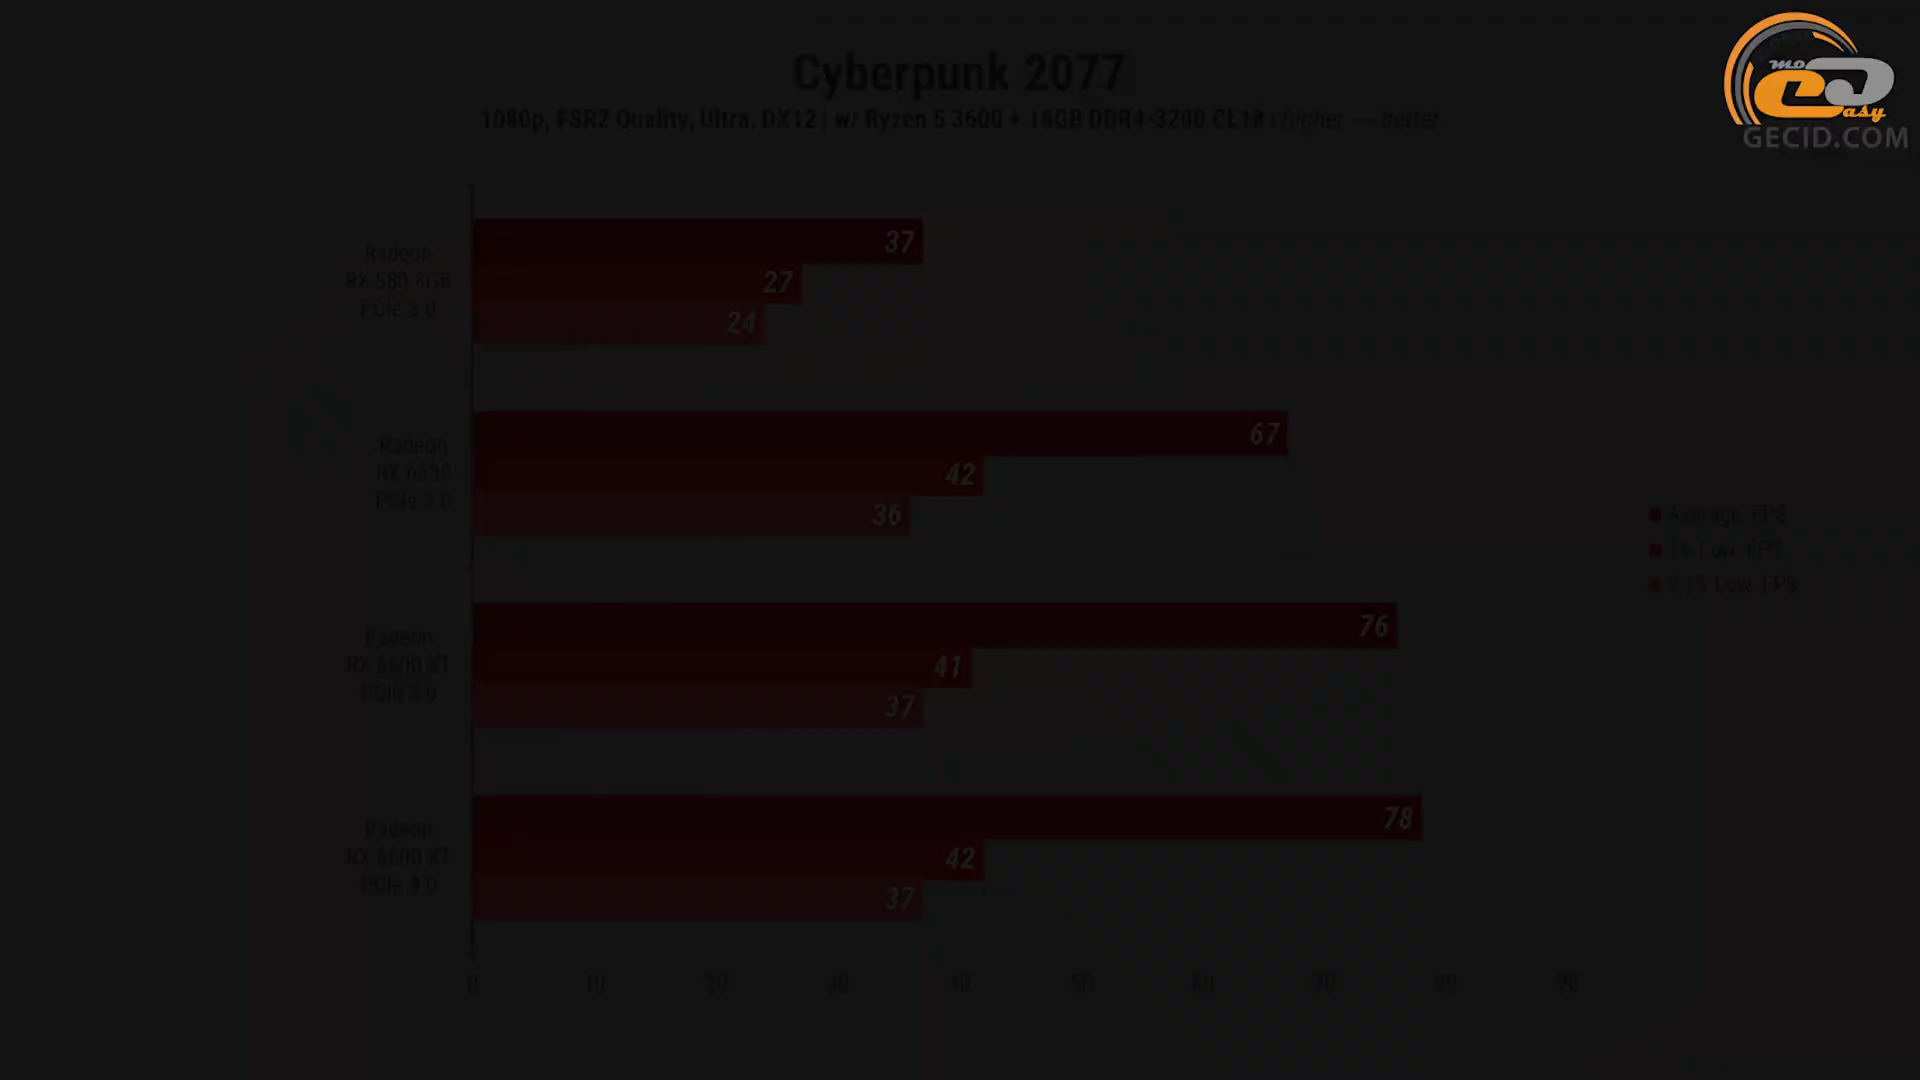 Cyberpunk 2077
1080p, FSR2 Quality, Ultra, DX12 | w/ Ryzen 5 3600 + 16GB DDR4-3200 CL18 | higher — better
mo
easy
GECID.COM
Radeon
RX 580 8GB
PCIe 3.0
37
27
24
Radeon
RX 6600
PCIe 3.0
67
42
36
Average FPS
1% Low FPS
0.1% Low FPS
Radeon
RX 6600 XT
PCIe 3.0
76
41
37
Radeon
RX 6600 XT
PCIe 4.0
78
42
37
0 10 20 30 40 50 60 70 80 90